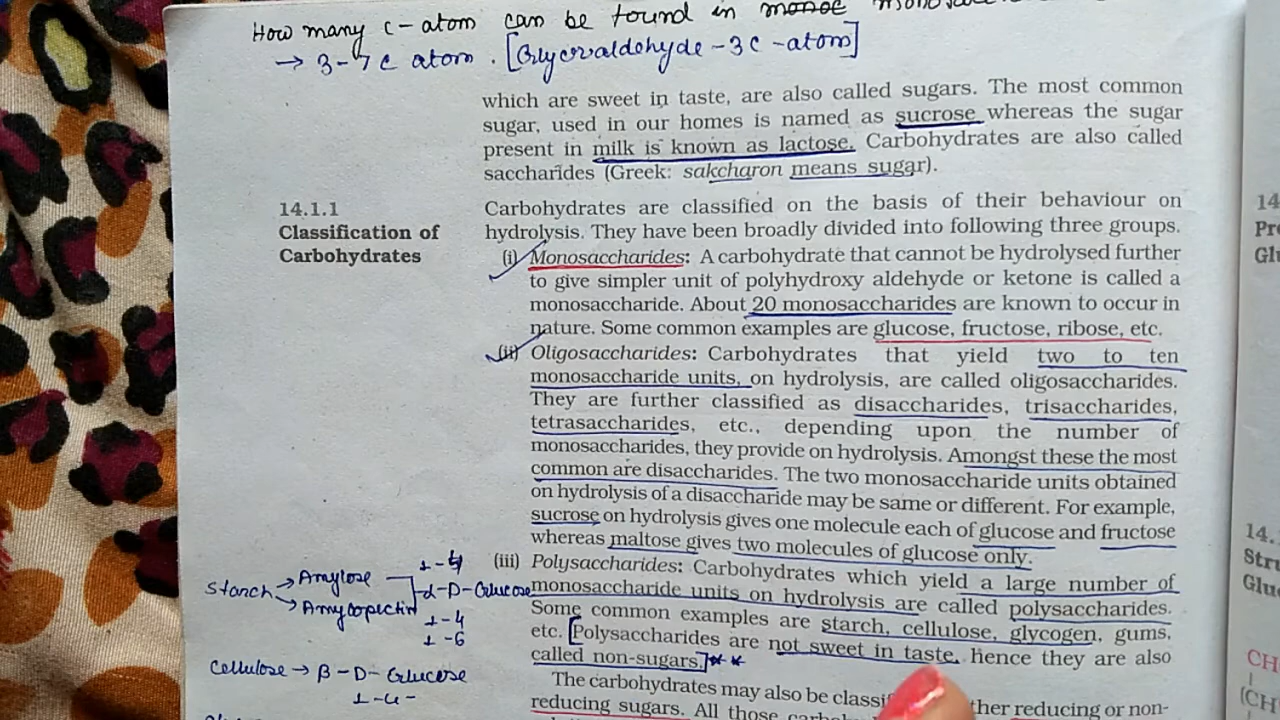 How many c-atom can be found in
→ 3-7 C atom. [Glyceraldehyde-3C-atom]
which are sweet in taste, are also called sugars. The most common
sugar, used in our homes is named as sucrose whereas the sugar
present in milk is known as lactose. Carbohydrates are also called
saccharides (Greek: sakcharon means sugar).
14.1.1
Classification of
Carbohydrates
Carbohydrates are classified on the basis of their behaviour on
hydrolysis. They have been broadly divided into following three groups.
(i) Monosaccharides: A carbohydrate that cannot be hydrolysed further
to give simpler unit of polyhydroxy aldehyde or ketone is called a
monosaccharide. About 20 monosaccharides are known to occur in
nature. Some common examples are glucose, fructose, ribose, etc.
(ii) Oligosaccharides: Carbohydrates that yield two to ten
monosaccharide units, on hydrolysis, are called oligosaccharides.
They are further classified as disaccharides, trisaccharides,
tetrasaccharides, etc., depending upon the number of
monosaccharides, they provide on hydrolysis. Amongst these the most
common are disaccharides. The two monosaccharide units obtained
on hydrolysis of a disaccharide may be same or different. For example,
sucrose on hydrolysis gives one molecule each of glucose and fructose
whereas maltose gives two molecules of glucose only.
(iii) Polysaccharides: Carbohydrates which yield a large number of
monosaccharide units on hydrolysis are called polysaccharides.
Some common examples are starch, cellulose, glycogen, gums,
etc. [Polysaccharides are not sweet in taste, hence they are also
called non-sugars.]**
The carbohydrates may also be classif ther reducing or non-
reducing sugars. All those
1-4
Starch → Amylose
α-D-Glucose
→ Amylopectin
1-4
1-6
Cellulose → β-D-Glucose
14
Pr
Gl
14.
Str
Glu
CH
(CH